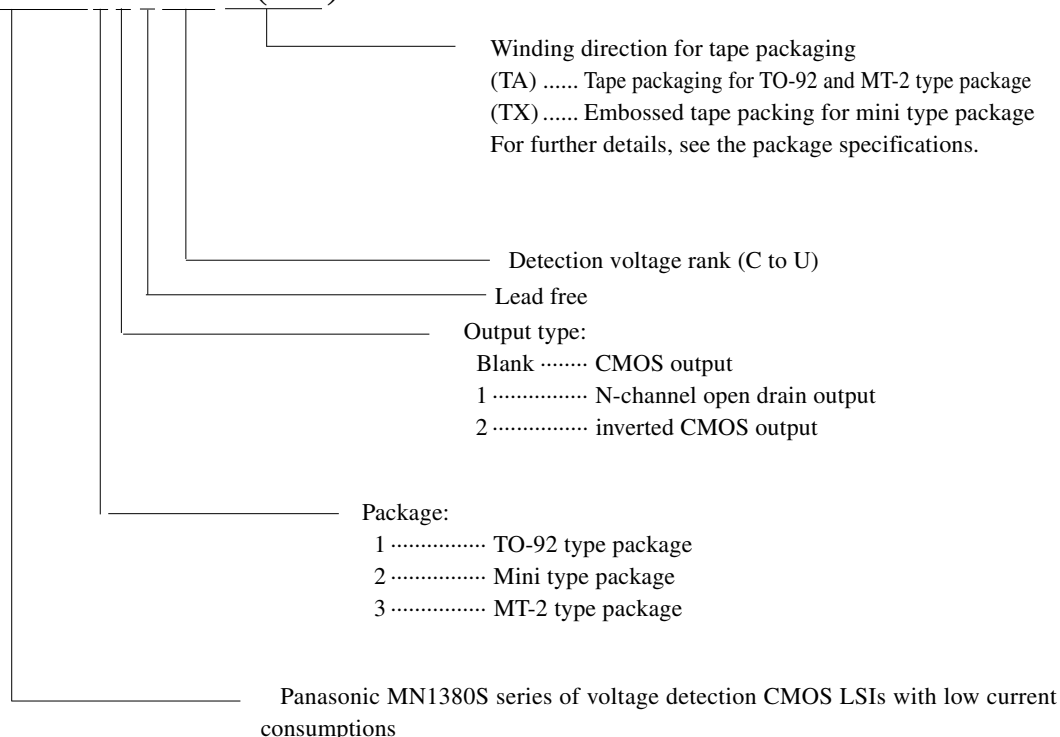 Winding direction for tape packaging
(TA) ...... Tape packaging for TO-92 and MT-2 type package
(TX) ...... Embossed tape packing for mini type package
For further details, see the package specifications.
Detection voltage rank (C to U)
Lead free
Output type:
Blank ········ CMOS output
1 ················ N-channel open drain output
2 ················ inverted CMOS output
Package:
1 ················ TO-92 type package
2 ················ Mini type package
3 ················ MT-2 type package
Panasonic MN1380S series of voltage detection CMOS LSIs with low current
consumptions